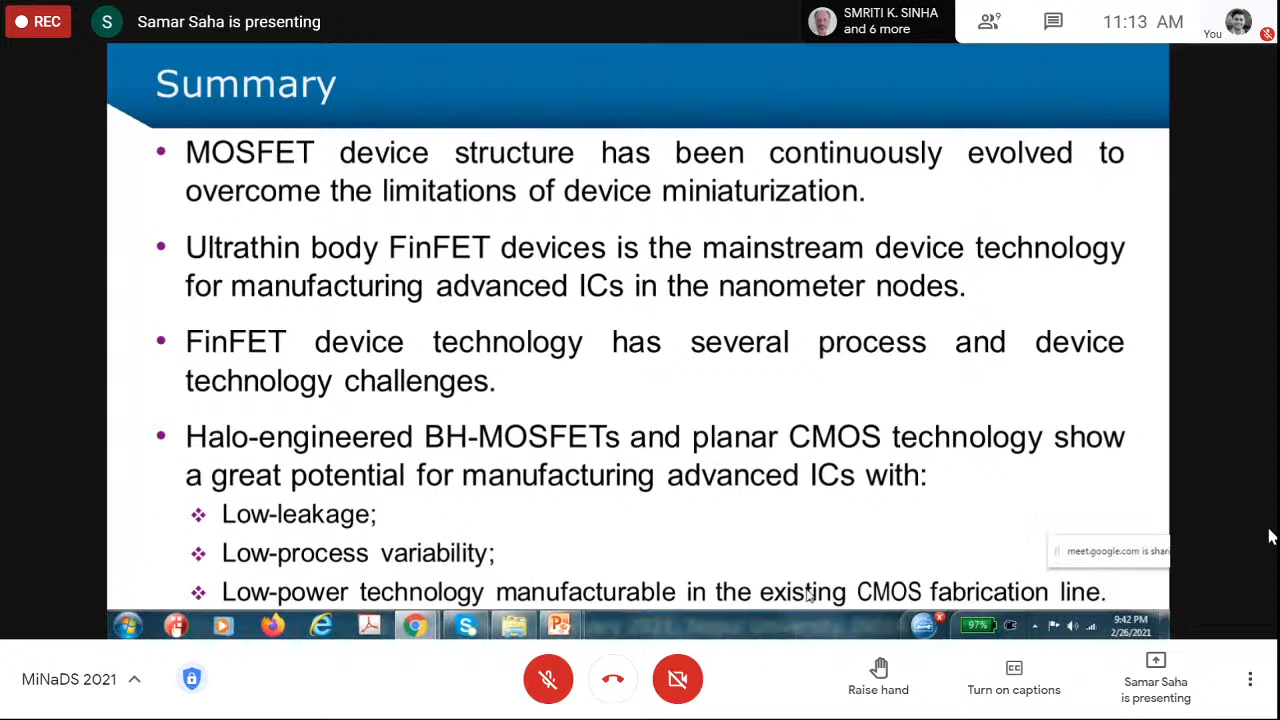 REC
S
Samar Saha is presenting
SMRITI K. SINHA
and 6 more
9
11:13 AM
You
Summary
• MOSFET device structure has been continuously evolved to
overcome the limitations of device miniaturization.
• Ultrathin body FinFET devices is the mainstream device technology
for manufacturing advanced ICs in the nanometer nodes.
• FinFET device technology has several process and device
technology challenges.
• Halo-engineered BH-MOSFETs and planar CMOS technology show
a great potential for manufacturing advanced ICs with:
❖ Low-leakage;
❖ Low-process variability;
meet.google.com is shari
❖ Low-power technology manufacturable in the existing CMOS fabrication line.
97%
9:42 PM
2/26/2021
MiNaDS 2021
Raise hand
Turn on captions
Samar Saha
is presenting